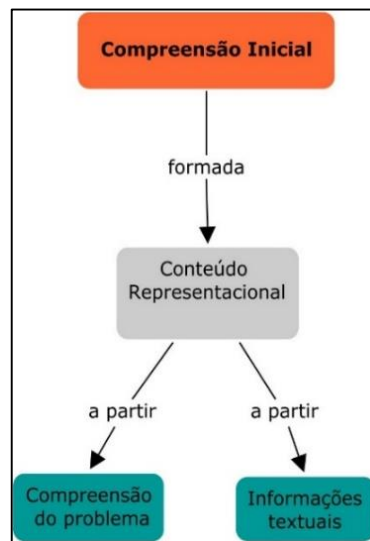 Compreensão Inicial
formada
Conteúdo
Representacional
a partir
a partir
Compreensão
do problema
Informações
textuais